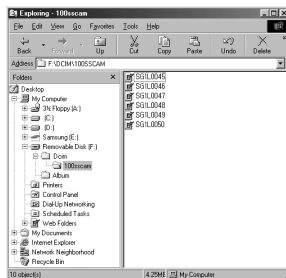 Exploring - 100sscam
File Edit View Go Favorites Tools Help
Back Forward Up Cut Copy Paste Undo Delete
Address F:\DCIM\100SSCAM
Folders
Desktop
My Computer
3½ Floppy (A:)
(C:)
(D:)
Samsung (E:)
Removable Disk (F:)
Dcim
100sscam
Album
Printers
Control Panel
Dial-Up Networking
Scheduled Tasks
Web Folders
My Documents
Internet Explorer
Network Neighborhood
Recycle Bin
SG1L0045
SG1L0046
SG1L0047
SG1L0048
SG1L0049
SG1L0050
10 object(s) 4.25ME My Computer